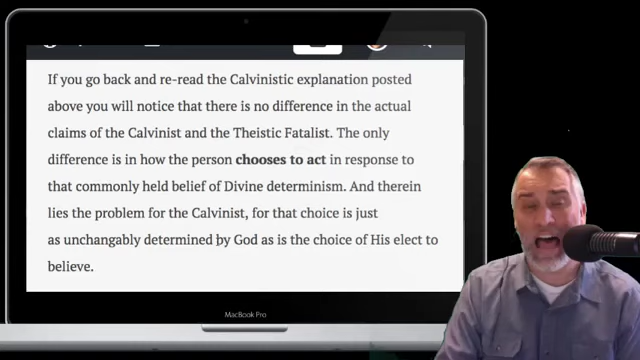 If you go back and re-read the Calvinistic explanation posted
above you will notice that there is no difference in the actual
claims of the Calvinist and the Theistic Fatalist. The only
difference is in how the person chooses to act in response to
that commonly held belief of Divine determinism. And therein
lies the problem for the Calvinist, for that choice is just
as unchangably determined by God as is the choice of His elect to
believe.
MacBook Pro